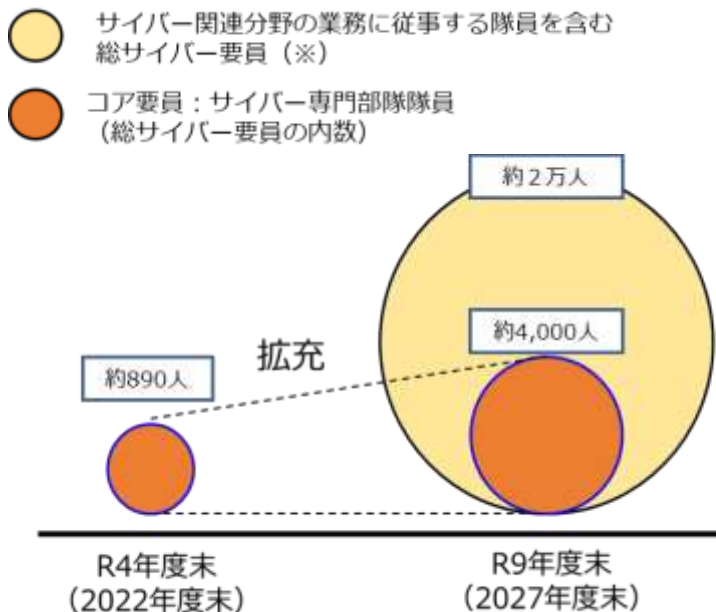 サイバー関連分野の業務に従事する隊員を含む
総サイバー要員（※）
コア要員：サイバー専門部隊隊員
（総サイバー要員の内数）
約２万人
約4,000人
拡充
約890人
R4年度末
（2022年度末）
R9年度末
（2027年度末）